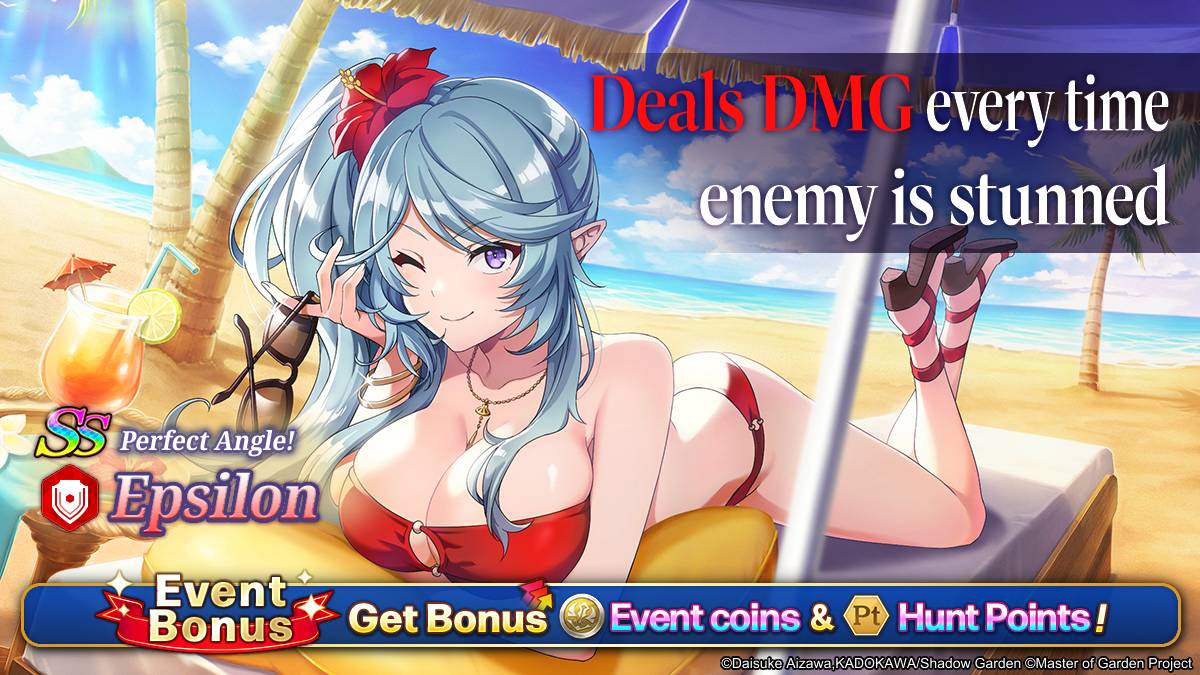 Deals DMG every time
enemy is stunned
SS Perfect Angle!
Epsilon
Event
Bonus
Get Bonus Event coins & Pt Hunt Points!
©Daisuke Aizawa,KADOKAWA/Shadow Garden ©Master of Garden Project